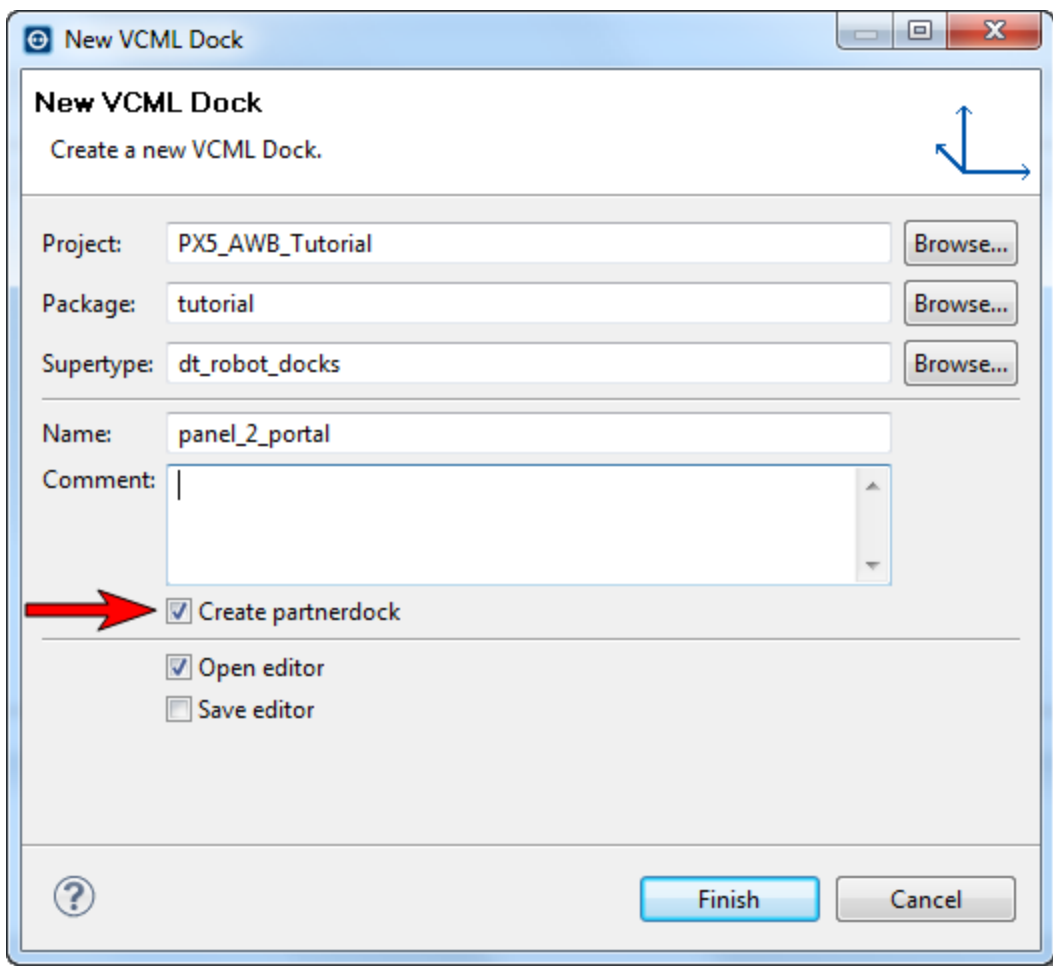 New VCML Dock
New VCML Dock
Create a new VCML Dock.
Project: PX5_AWB_Tutorial Browse...
Package: tutorial Browse...
Supertype: dt_robot_docks Browse...
Name: panel_2_portal
Comment:
Create partnerdock
Open editor
Save editor
? Finish Cancel